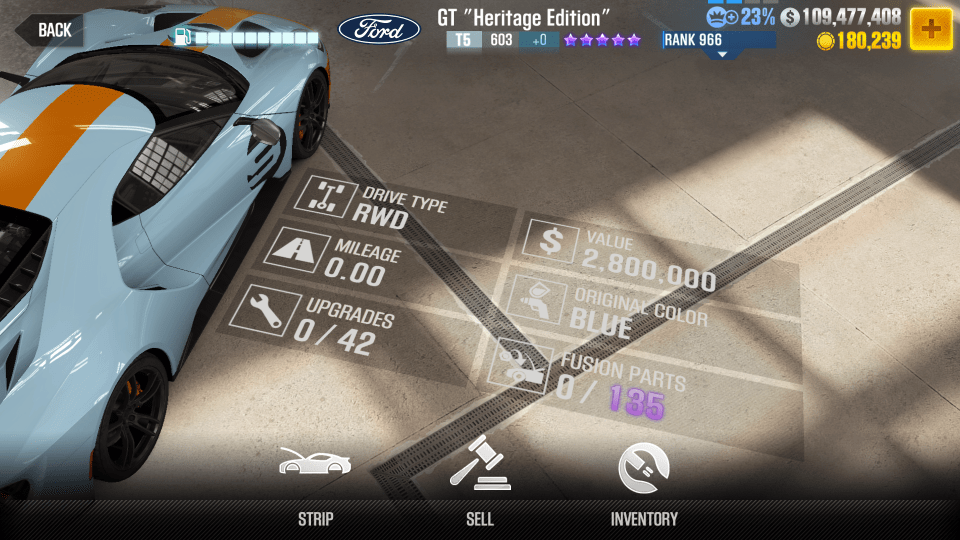 BACK
Ford
GT "Heritage Edition"
T5 603 +0
23%
RANK 966
109,477,408
180,239
DRIVE TYPE
RWD
MILEAGE
0.00
UPGRADES
0 / 42
VALUE
2,800,000
ORIGINAL COLOR
BLUE
FUSION PARTS
0 / 135
STRIP
SELL
INVENTORY